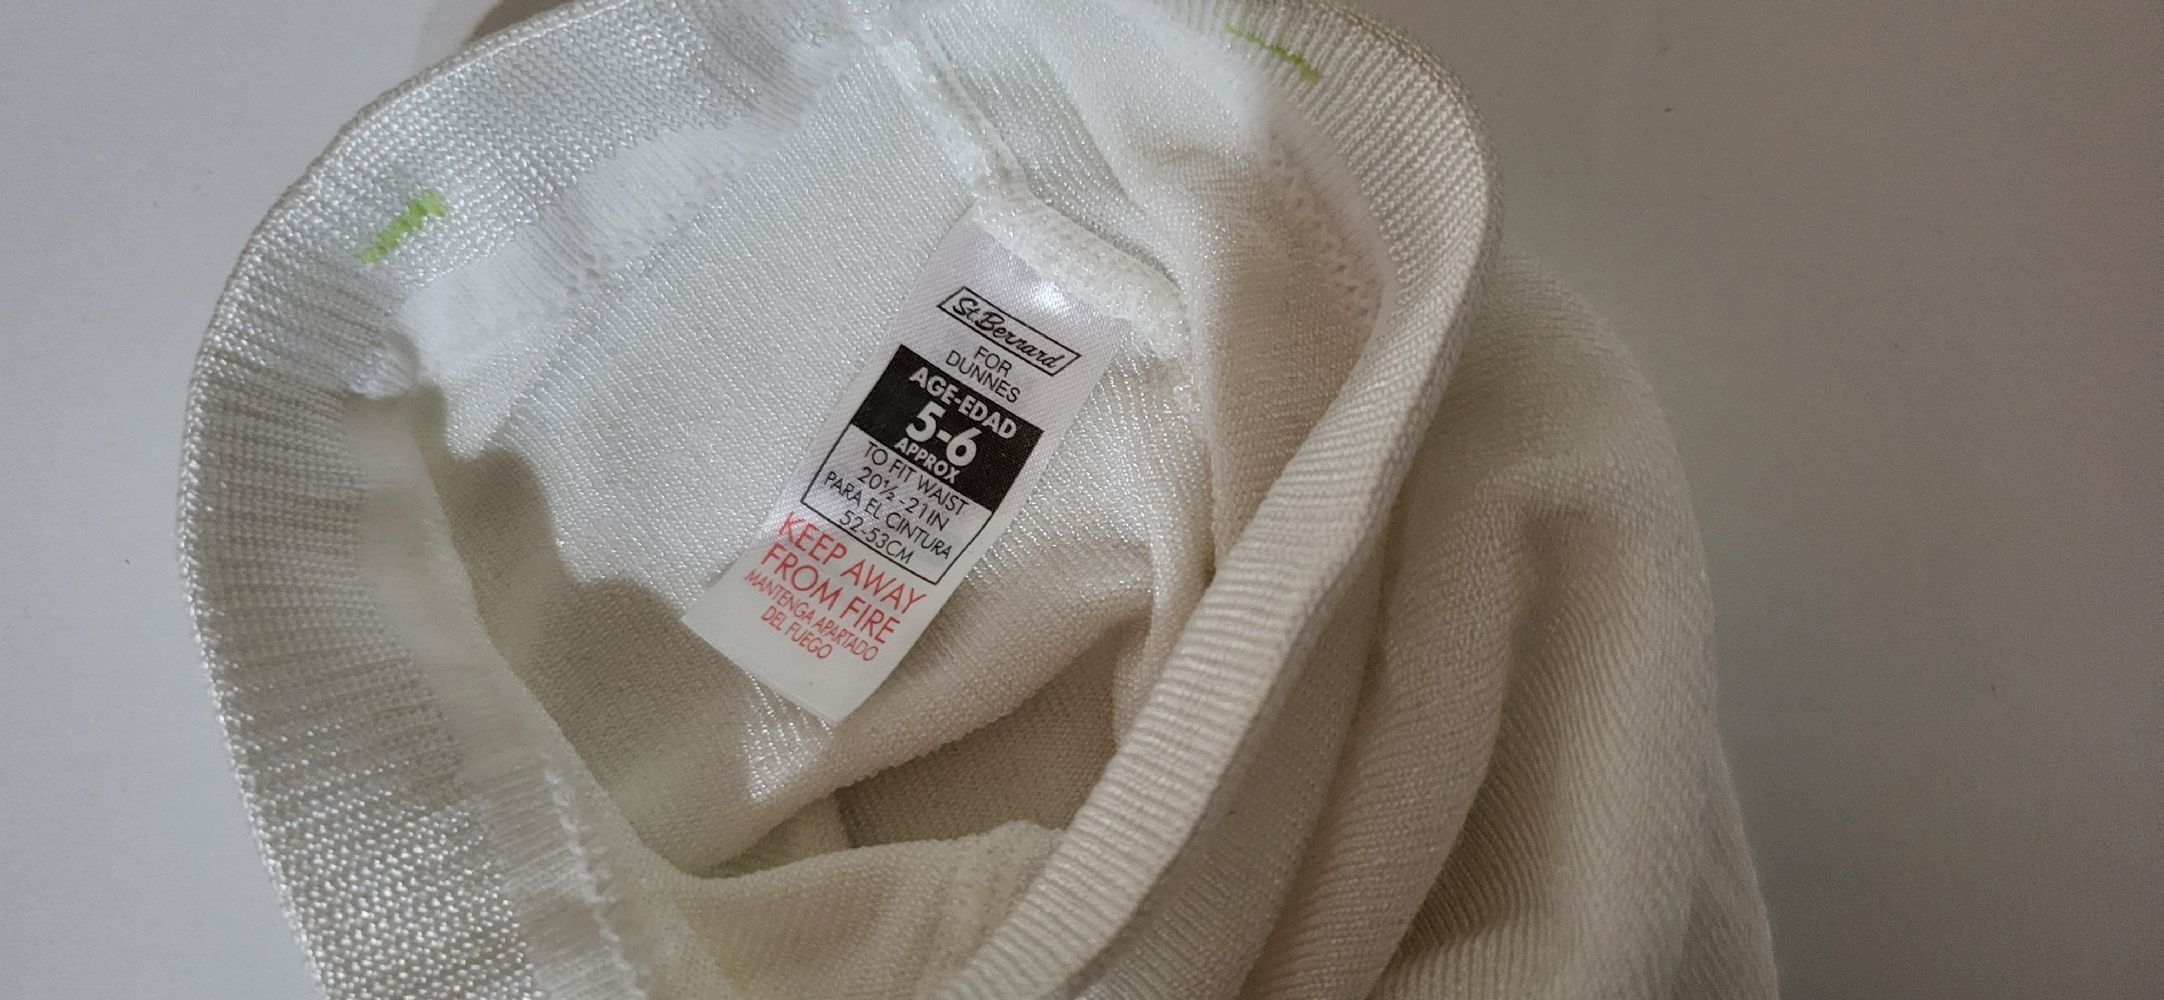 St.Bernard
FOR
DUNNES
AGE-EDAD
5-6
APPROX
TO FIT WAIST
20½-21IN
PARA EL CINTURA
52-53CM
KEEP AWAY
FROM FIRE
MANTENGA APARTADO
DEL FUEGO